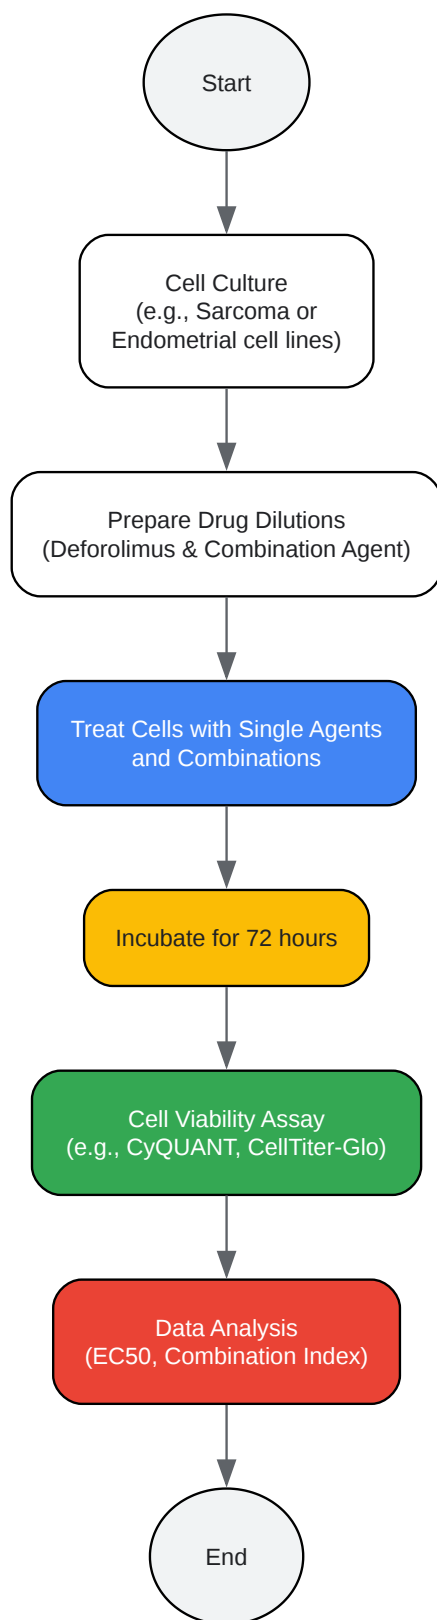 Start
Cell Culture
(e.g., Sarcoma or
Endometrial cell lines)
Prepare Drug Dilutions
(Deforolimus & Combination Agent)
Treat Cells with Single Agents
and Combinations
Incubate for 72 hours
Cell Viability Assay
(e.g., CyQUANT, CellTiter-Glo)
Data Analysis
(EC50, Combination Index)
End